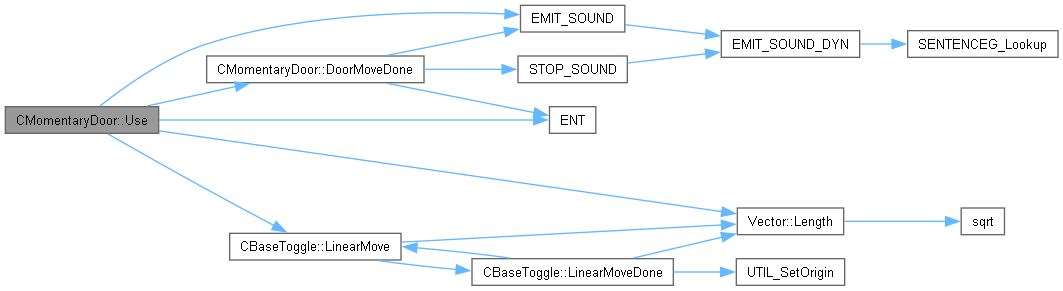 EMIT_SOUND
EMIT_SOUND_DYN
SENTENCEG_Lookup
CMomentaryDoor::DoorMoveDone
STOP_SOUND
CMomentaryDoor::Use
ENT
Vector::Length
sqrt
CBaseToggle::LinearMove
CBaseToggle::LinearMoveDone
UTIL_SetOrigin